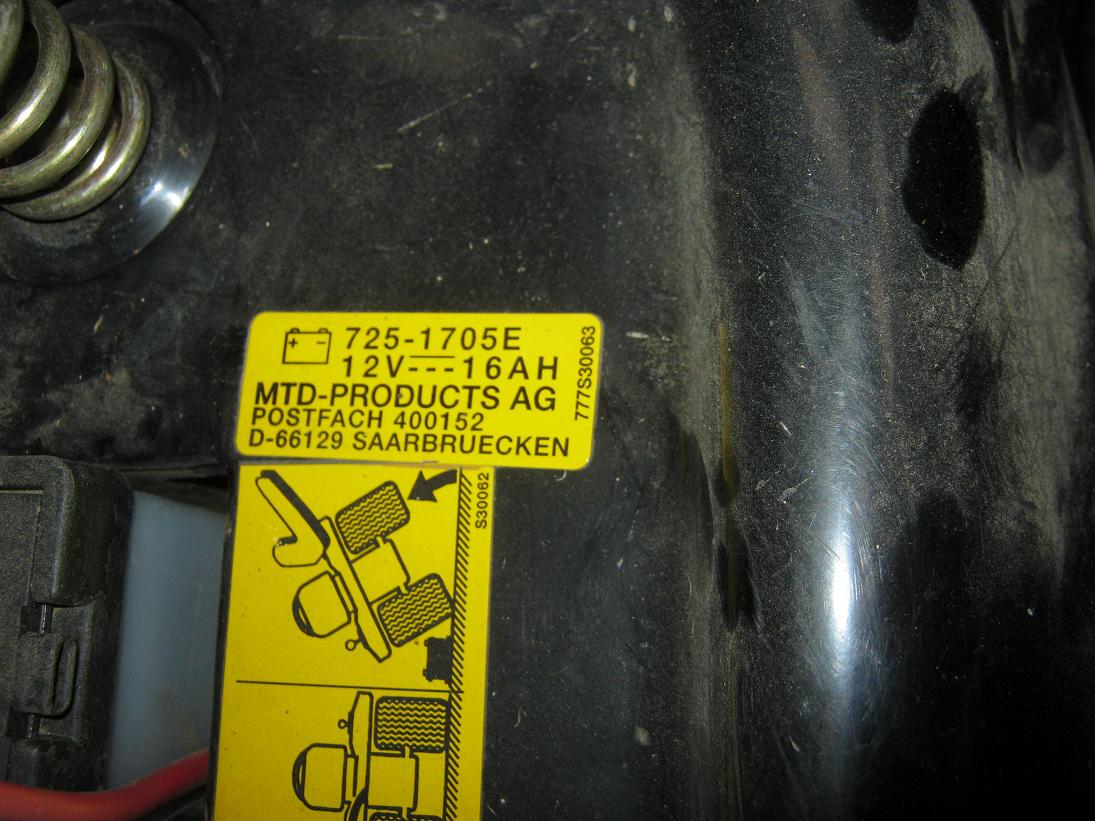 725-1705E
12V 16AH
MTD-PRODUCTS AG
POSTFACH 400152
D-66129 SAARBRUECKEN
777S30063
S30062